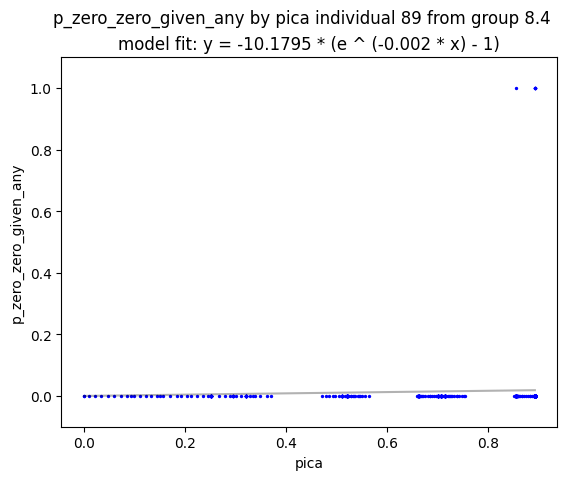 p_zero_zero_given_any by pica individual 89 from group 8.4
model fit: y = -10.1795 * (e ^ (-0.002 * x) - 1)
1.0
0.8
0.6
0.4
0.2
0.0
p_zero_zero_given_any
0.0 0.2 0.4 0.6 0.8
pica